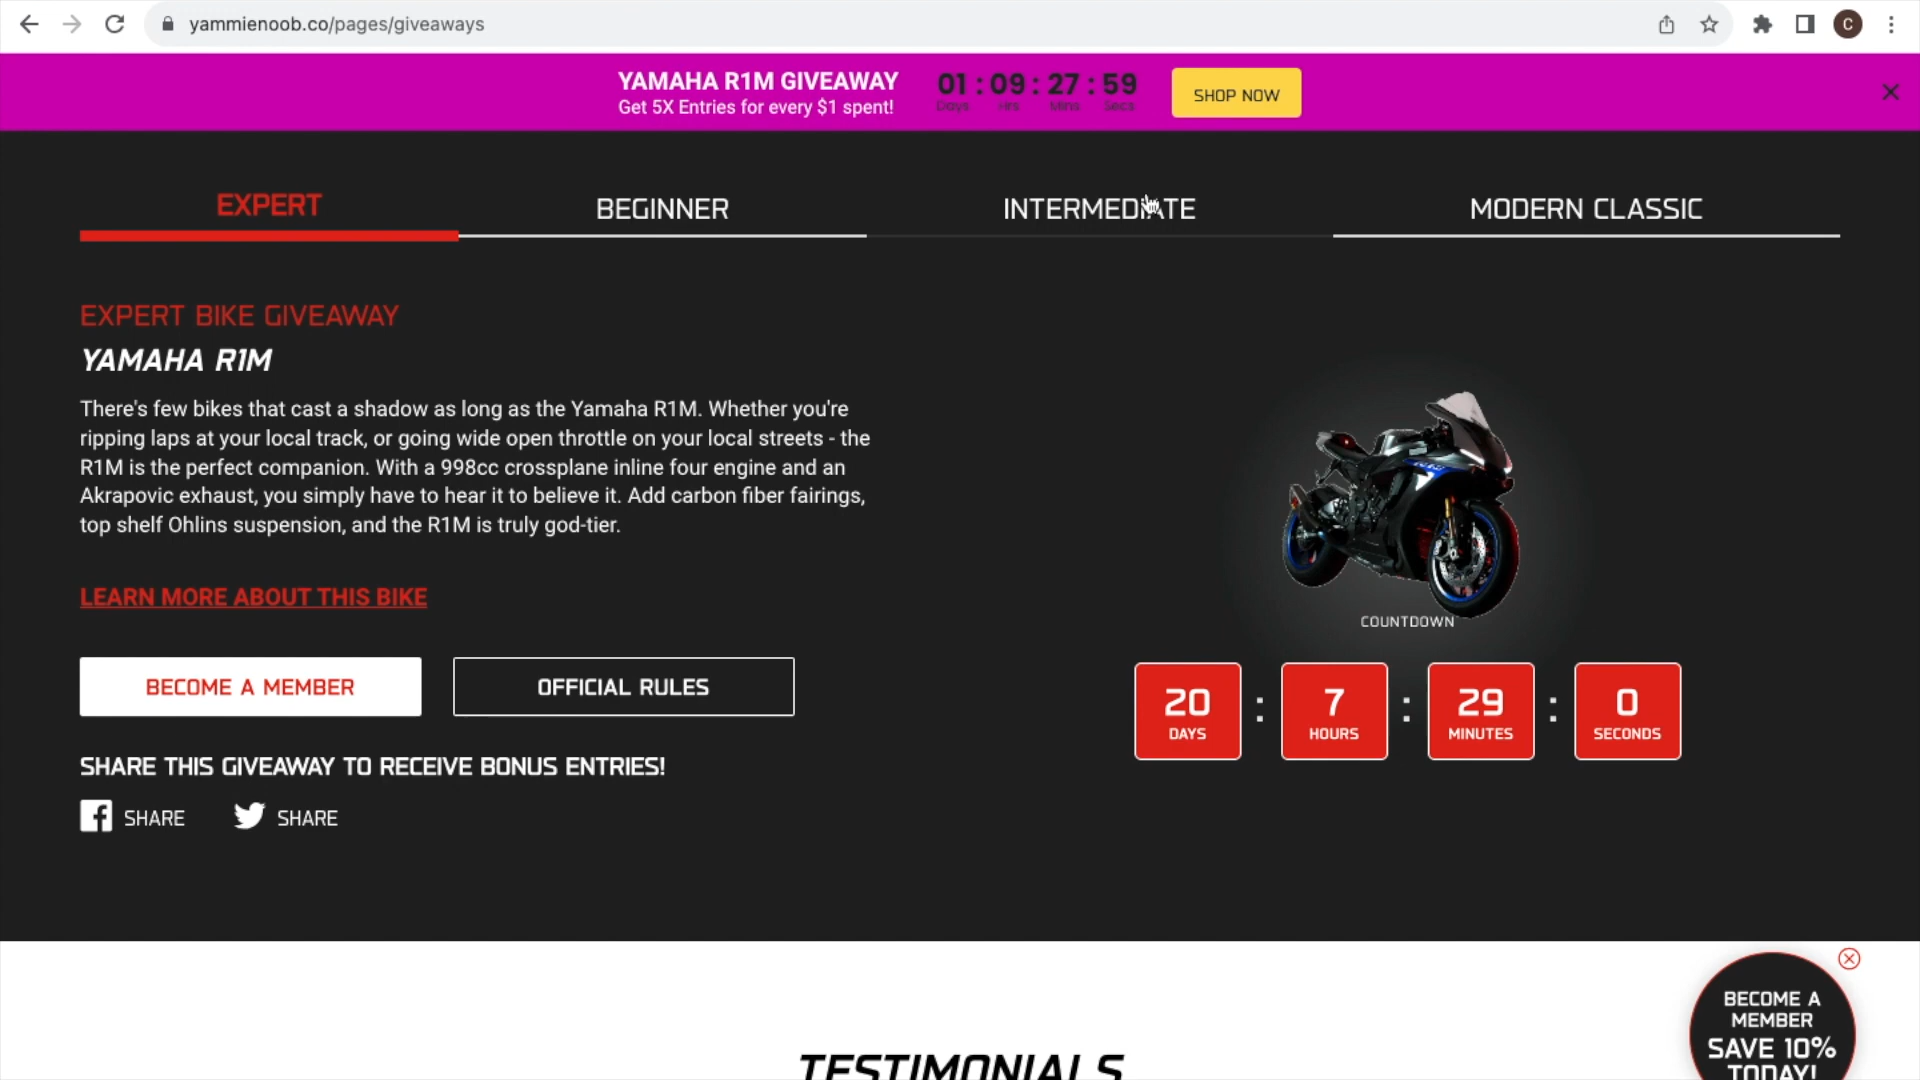 yammienoob.co/pages/giveaways
C
YAMAHA R1M GIVEAWAY
Get 5X Entries for every $1 spent!
01 : 09 : 27 : 59
Days Hrs Mins Secs
SHOP NOW
EXPERT
BEGINNER
INTERMEDIATE
MODERN CLASSIC
EXPERT BIKE GIVEAWAY
YAMAHA R1M
There's few bikes that cast a shadow as long as the Yamaha R1M. Whether you're
ripping laps at your local track, or going wide open throttle on your local streets - the
R1M is the perfect companion. With a 998cc crossplane inline four engine and an
Akrapovic exhaust, you simply have to hear it to believe it. Add carbon fiber fairings,
top shelf Ohlins suspension, and the R1M is truly god-tier.
LEARN MORE ABOUT THIS BIKE
BECOME A MEMBER
OFFICIAL RULES
SHARE THIS GIVEAWAY TO RECEIVE BONUS ENTRIES!
SHARE
SHARE
COUNTDOWN
20 : 7 : 29 : 0
DAYS HOURS MINUTES SECONDS
TESTIMONIALS
BECOME A
MEMBER
SAVE 10%
TODAY!